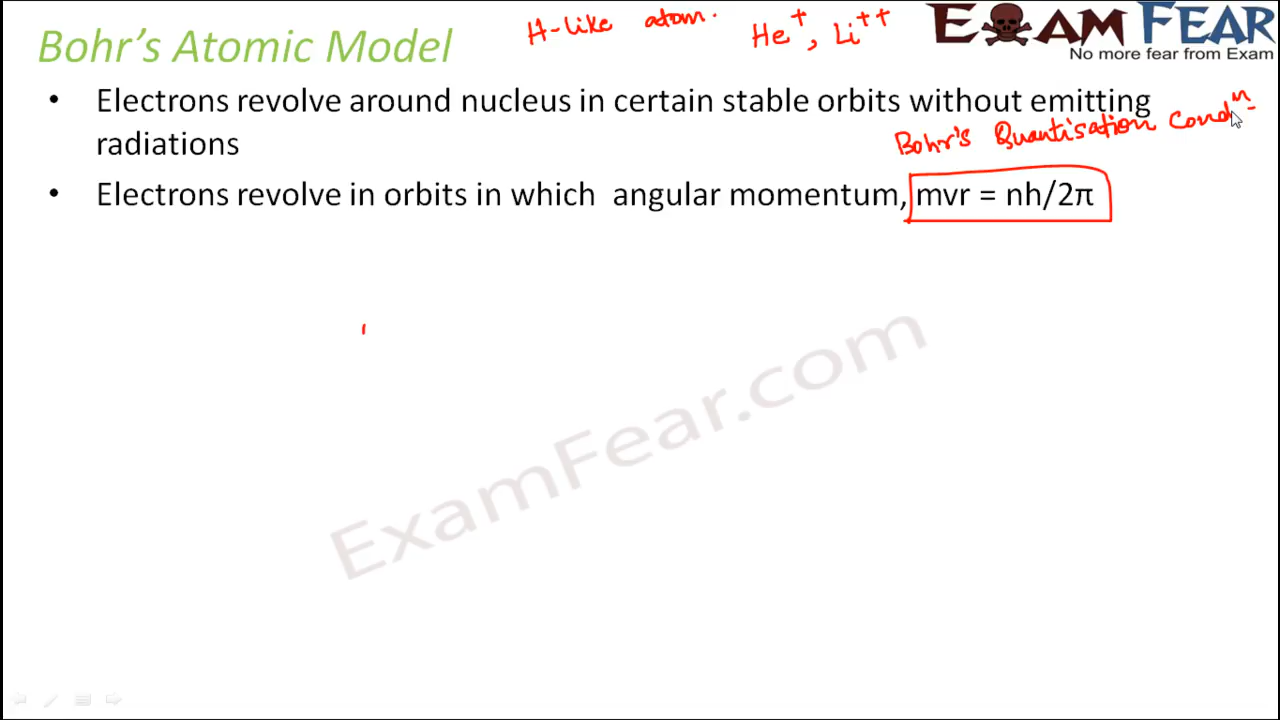 Bohr's Atomic Model
H-like atom. He⁺, Li⁺⁺
EXAM FEAR
No more fear from Exam
• Electrons revolve around nucleus in certain stable orbits without emitting
radiations
Bohr's Quantisation Condⁿ
• Electrons revolve in orbits in which angular momentum, mvr = nh/2π
ExamFear.com